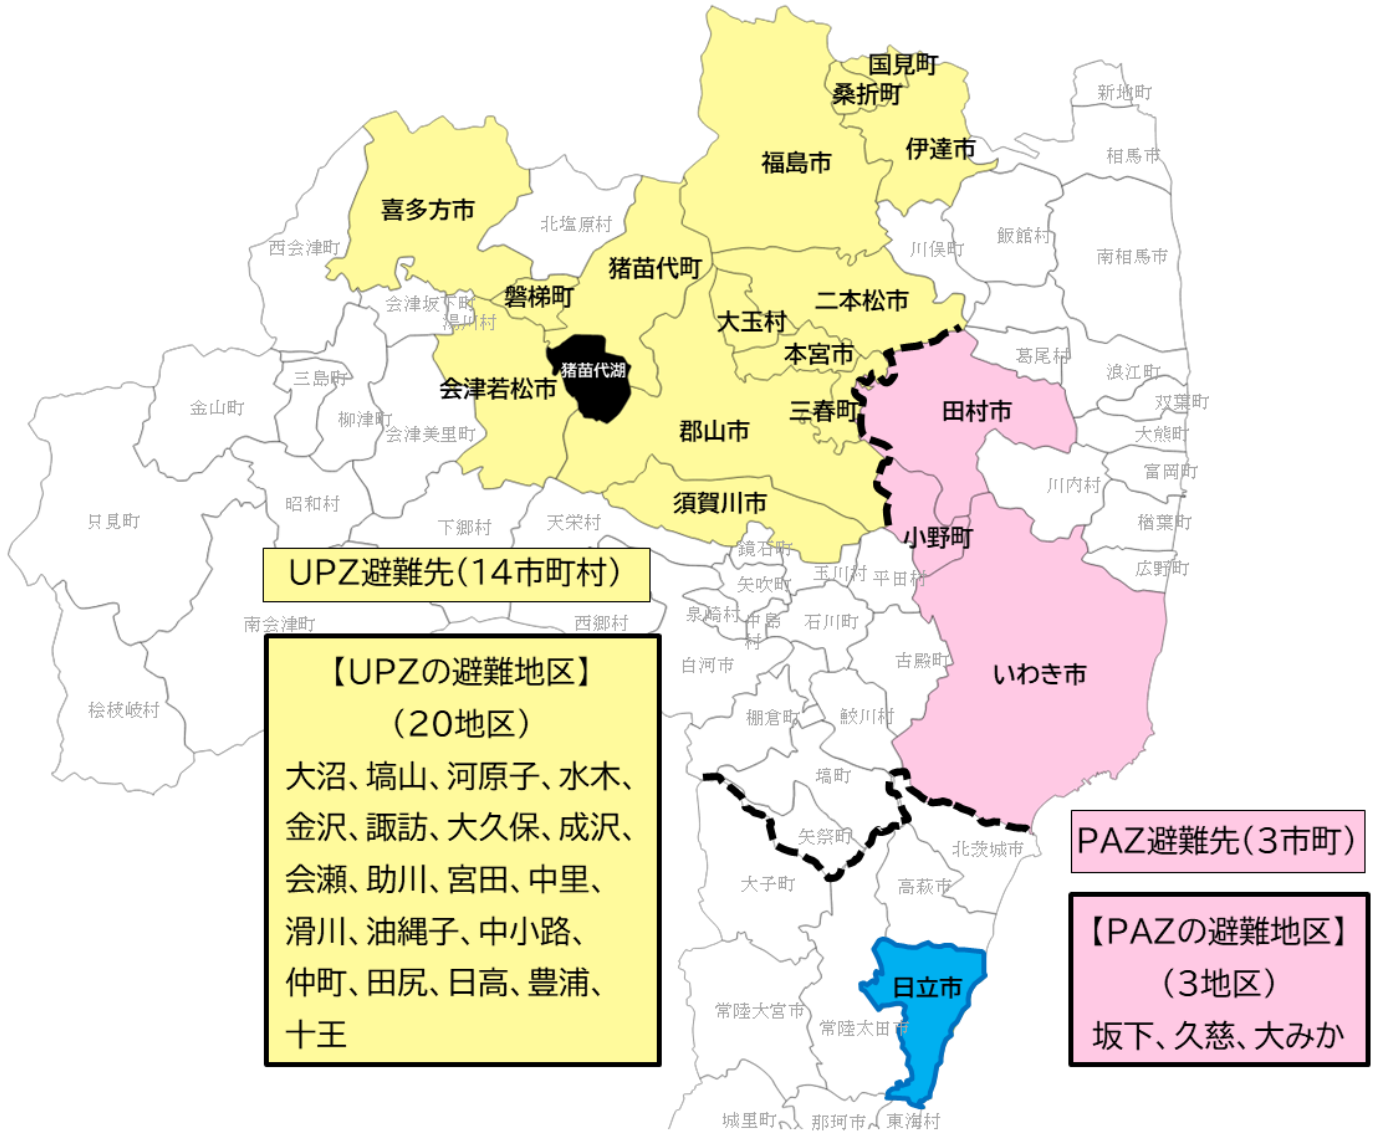 国見町
桑折町
新地町
伊達市
相馬市
福島市
喜多方市
北塩原村
川俣町
飯館村
西会津町
南相馬市
猪苗代町
磐梯町
会津坂下町
湯川村
二本松市
大玉村
本宮市
葛尾村
浪江町
猪苗代湖
三島町
会津若松市
双葉町
金山町
柳津町
会津美里町
三春町
田村市
郡山市
大熊町
富岡町
川内村
昭和村
須賀川市
只見町
下郷村
天栄村
楢葉町
小野町
鏡石町
広野町
玉川村
平田村
矢吹町
UPZ避難先(14市町村)
泉崎村
中島村
石川町
南会津町
西郷村
白河市
古殿町
いわき市
桧枝岐村
棚倉町
鮫川村
塙町
矢祭町
北茨城市
大子町
高萩市
日立市
常陸大宮市
常陸太田市
城里町
那珂市
東海村
【UPZの避難地区】
(20地区)
大沼、塙山、河原子、水木、
金沢、諏訪、大久保、成沢、
会瀬、助川、宮田、中里、
滑川、油縄子、中小路、
仲町、田尻、日高、豊浦、
十王
PAZ避難先(3市町)
【PAZの避難地区】
(3地区)
坂下、久慈、大みか